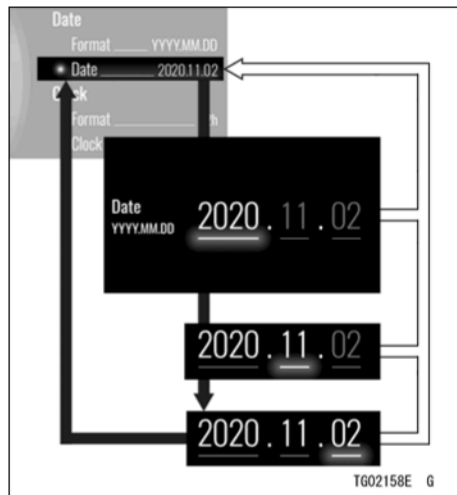 Date
Format YYYY.MM.DD
Date 2020.11.02
Format
Clock
Date
YYYY.MM.DD
2020.11.02
2020.11.02
2020.11.02
TG02158E G